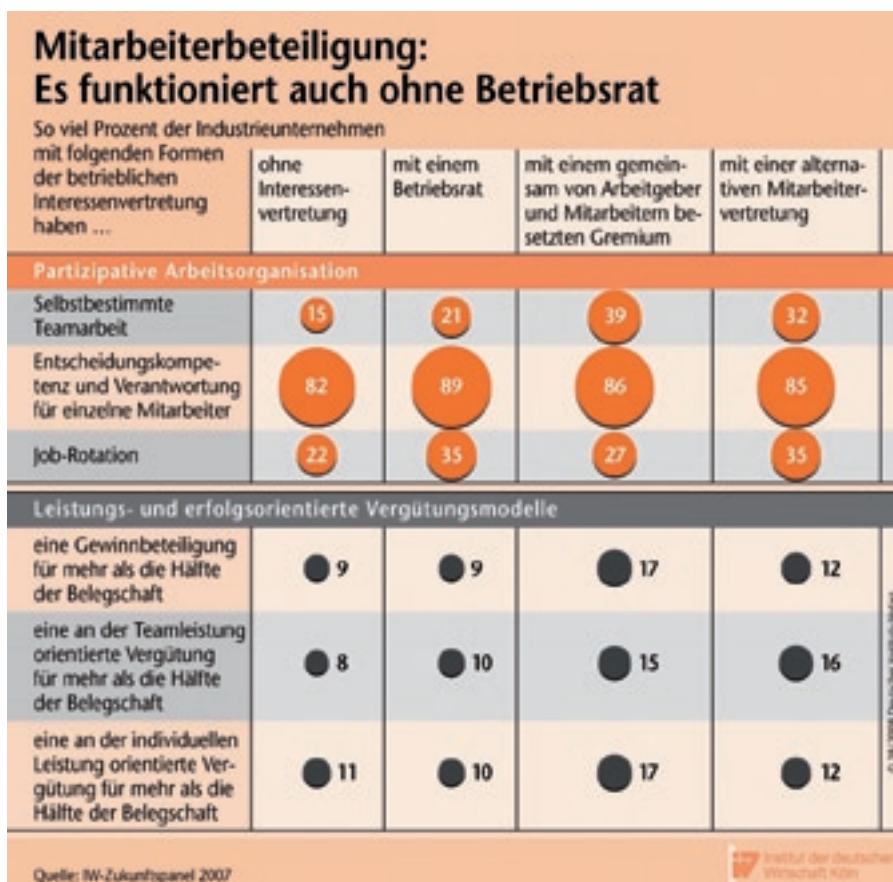 Mitarbeiterbeteiligung:
Es funktioniert auch ohne Betriebsrat
So viel Prozent der Industrieunternehmen
mit folgenden Formen
der betrieblichen
Interessenvertretung
haben ...
ohne
Interessen-
vertretung
mit einem
Betriebsrat
mit einem gemein-
sam von Arbeitgeber
und Mitarbeitern be-
setzten Gremium
mit einer alterna-
tiven Mitarbeiter-
vertretung
Partizipative Arbeitsorganisation
Selbstbestimmte
Teamarbeit
15 21 39 32
Entscheidungskompe-
tenz und Verantwortung
für einzelne Mitarbeiter
82 89 86 85
Job-Rotation
22 35 27 35
Leistungs- und erfolgsorientierte Vergütungsmodelle
eine Gewinnbeteiligung
für mehr als die Hälfte
der Belegschaft
9 9 17 12
eine an der Teamleistung
orientierte Vergütung
für mehr als die Hälfte
der Belegschaft
8 10 15 16
eine an der individuellen
Leistung orientierte Ver-
gütung für mehr als die
Hälfte der Belegschaft
11 10 17 12
Quelle: IW-Zukunftspanel 2007
Institut der deutschen
Wirtschaft Köln